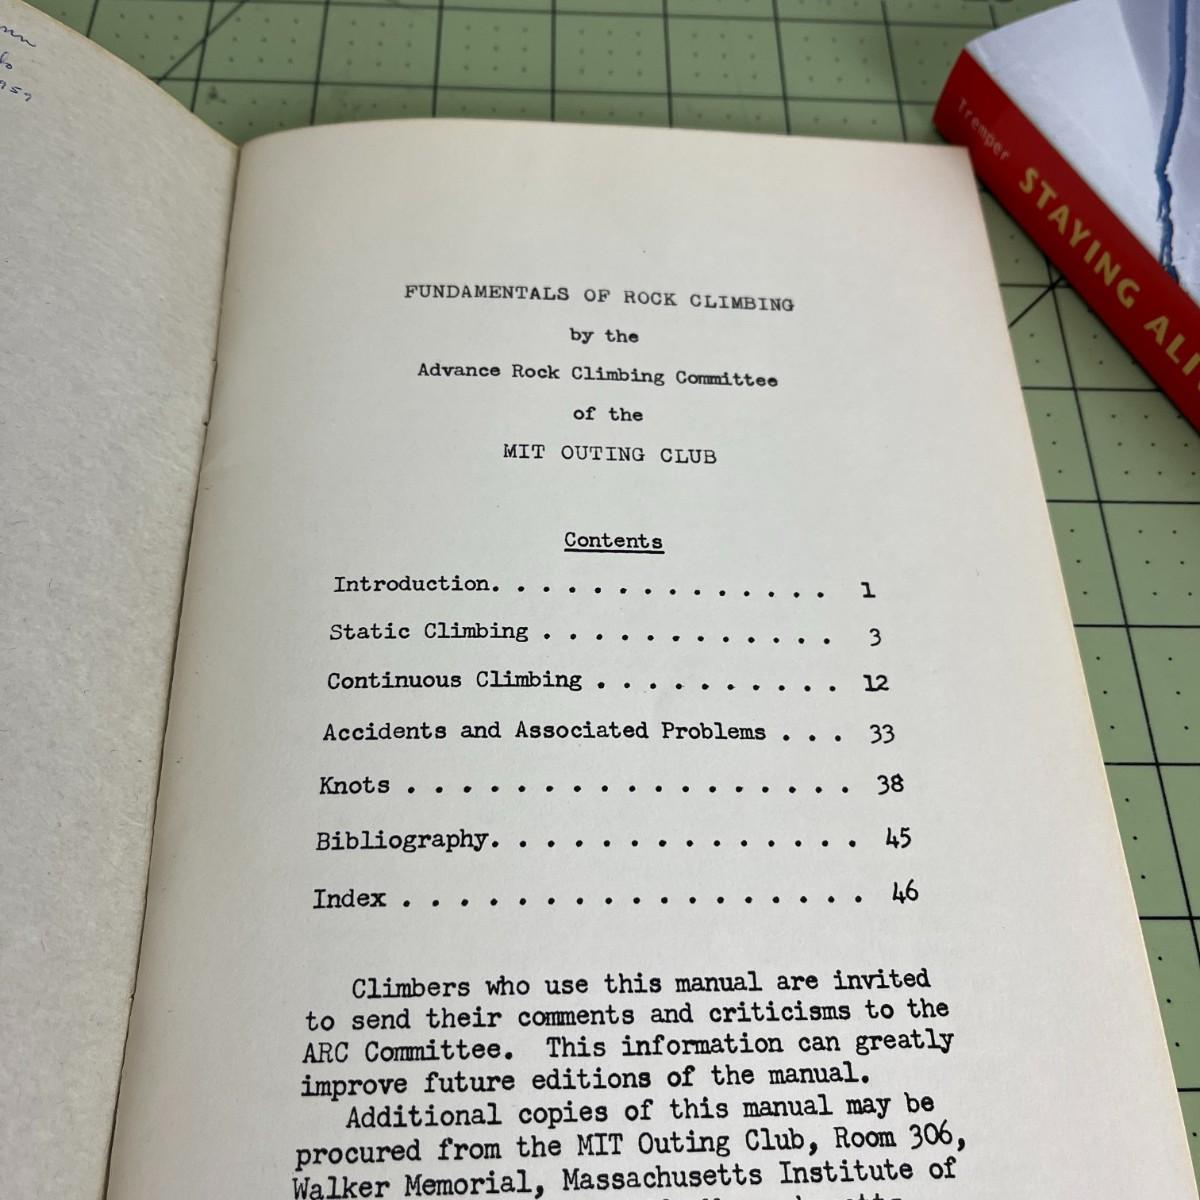 1959
Tremper STAYING ALIV
FUNDAMENTALS OF ROCK CLIMBING
by the
Advance Rock Climbing Committee
of the
MIT OUTING CLUB
Contents
Introduction. . . . . . . . . . . . . . 1
Static Climbing . . . . . . . . . . . . 3
Continuous Climbing . . . . . . . . . . 12
Accidents and Associated Problems . . . 33
Knots . . . . . . . . . . . . . . . . . 38
Bibliography. . . . . . . . . . . . . . 45
Index . . . . . . . . . . . . . . . . . 46
Climbers who use this manual are invited
to send their comments and criticisms to the
ARC Committee. This information can greatly
improve future editions of the manual.
Additional copies of this manual may be
procured from the MIT Outing Club, Room 306,
Walker Memorial, Massachusetts Institute of